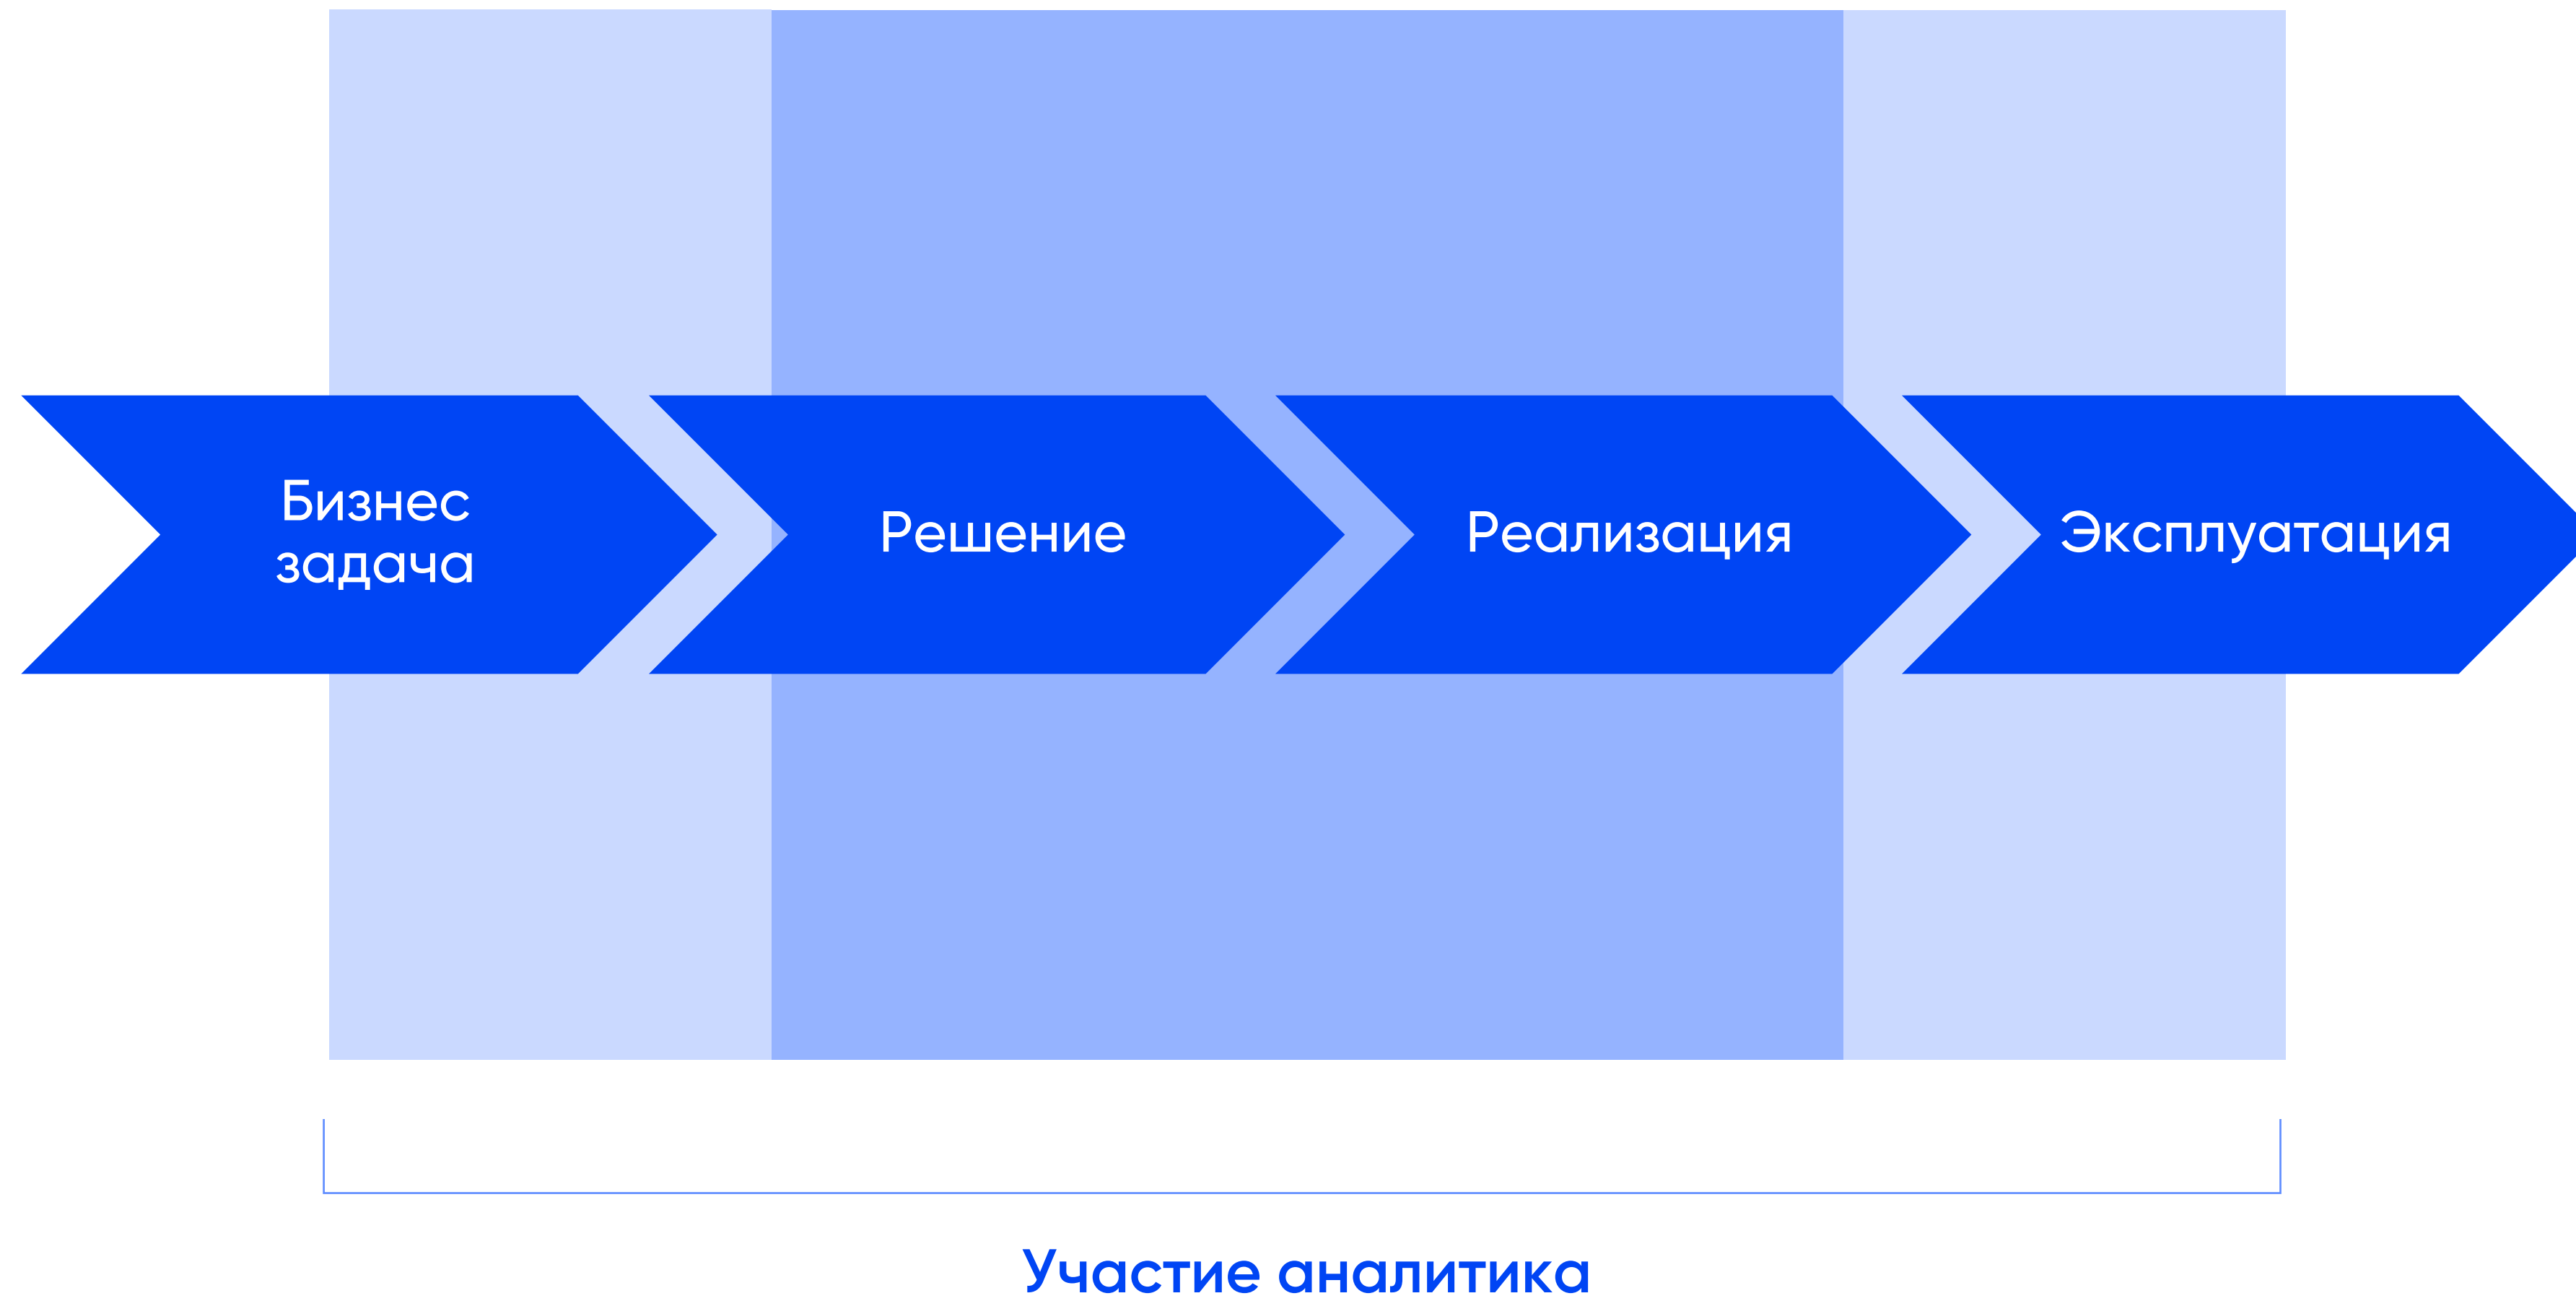 Бизнес
задача
Решение
Реализация
Эксплуатация
Участие аналитика